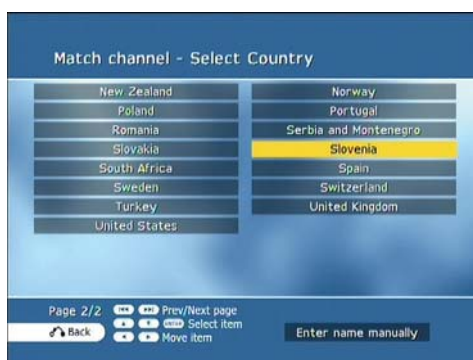 Match channel - Select Country
New Zealand Norway
Poland Portugal
Romania Serbia and Montenegro
Slovakia Slovenia
South Africa Spain
Sweden Switzerland
Turkey United Kingdom
United States
Page 2/2 Prev/Next page
ENTER Select item
Back Move item
Enter name manually